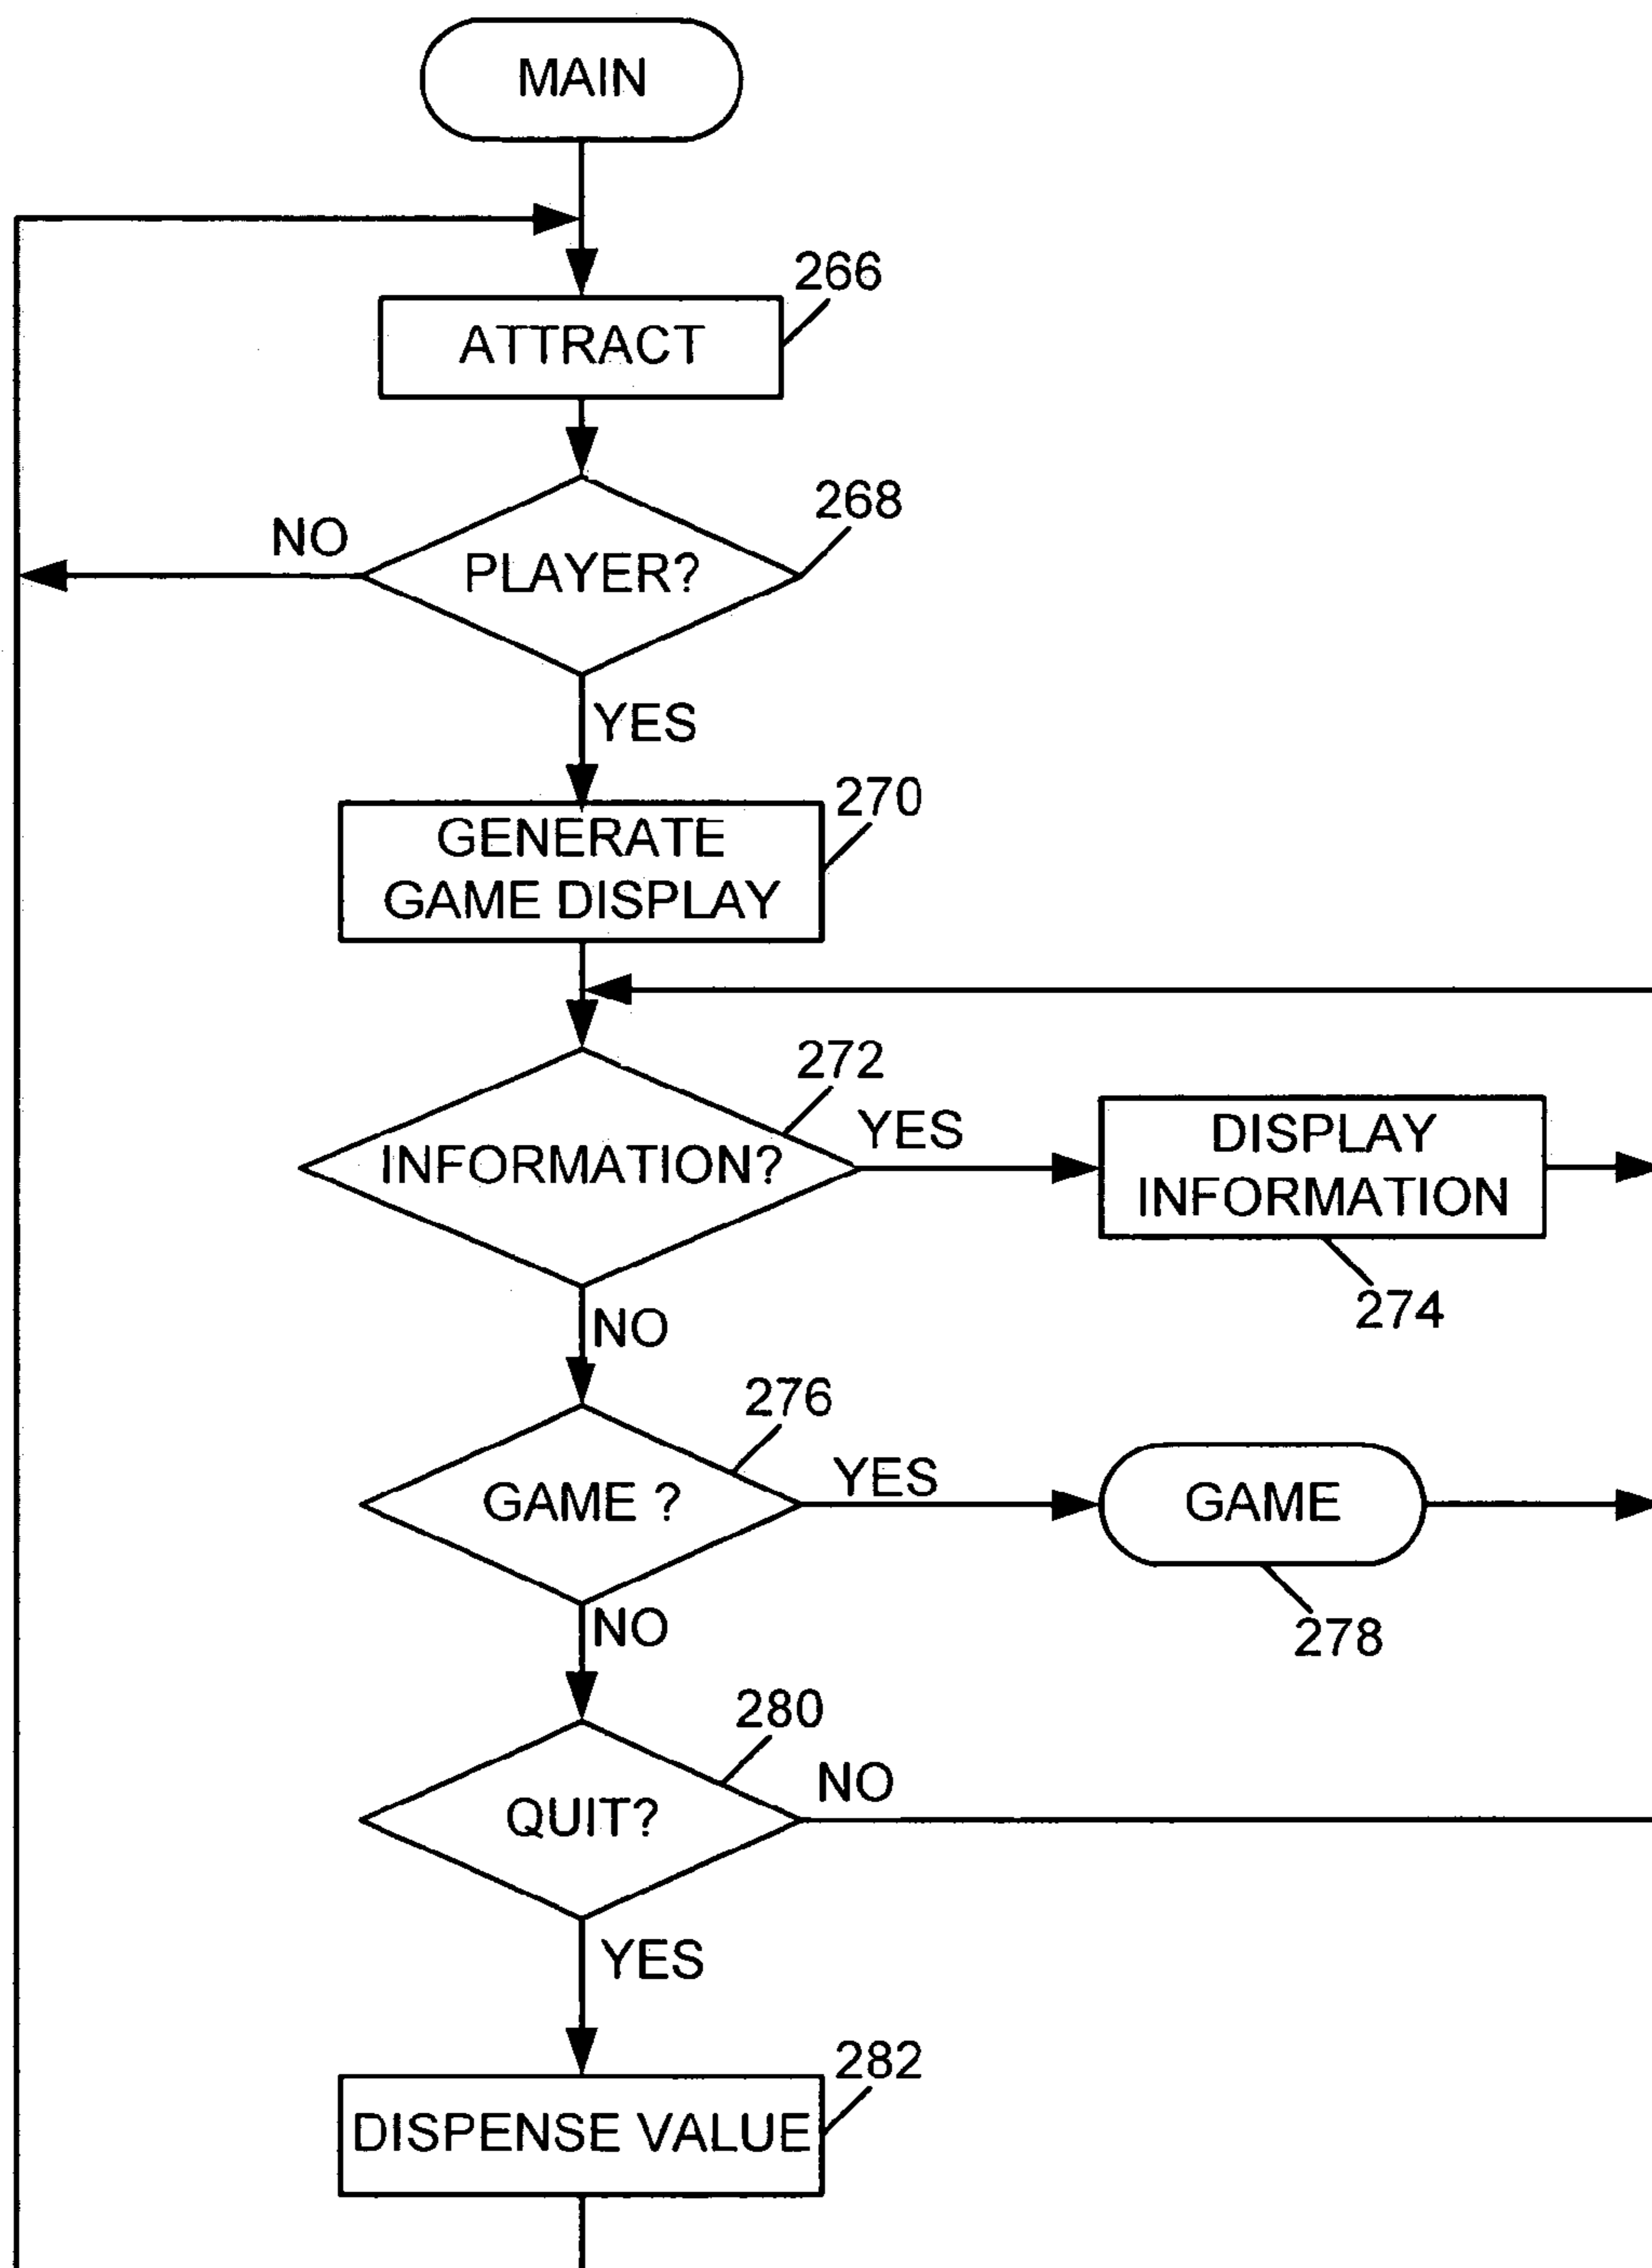 MAIN
266
ATTRACT
268
NO
PLAYER?
YES
270
GENERATE
GAME DISPLAY
272
YES
INFORMATION?
DISPLAY
INFORMATION
274
NO
276
YES
GAME ?
GAME
278
NO
280
NO
QUIT?
YES
282
DISPENSE VALUE